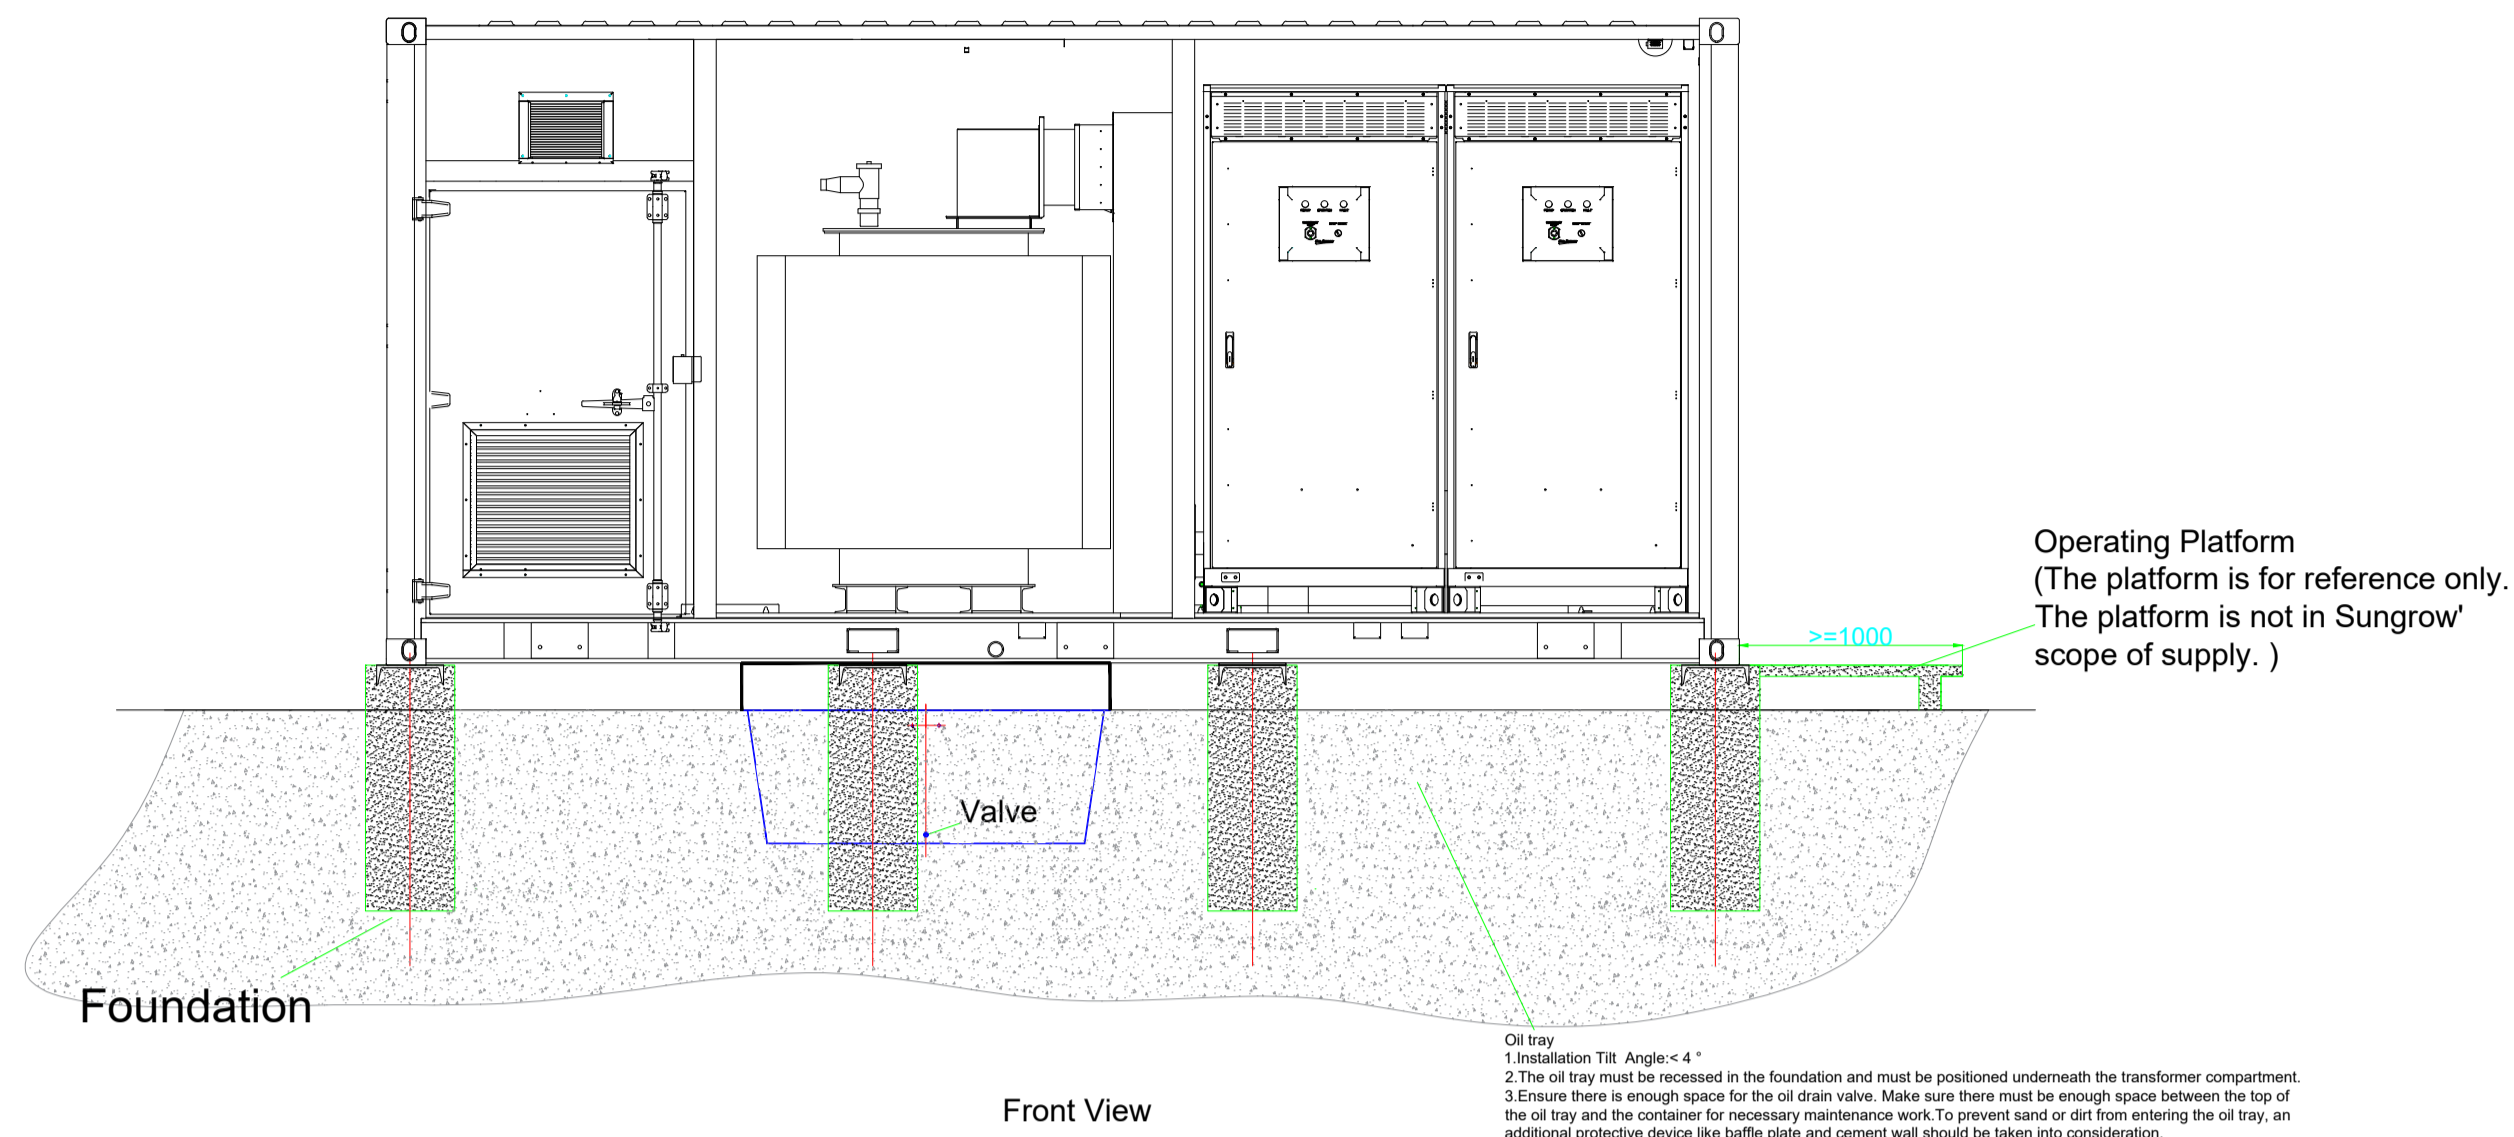 Operating Platform
(The platform is for reference only.
The platform is not in Sungrow'
scope of supply. )
>=1000
Valve
Foundation
Oil tray
1.Installation Tilt Angle:< 4 °
2.The oil tray must be recessed in the foundation and must be positioned underneath the transformer compartment.
3.Ensure there is enough space for the oil drain valve. Make sure there must be enough space between the top of
the oil tray and the container for necessary maintenance work.To prevent sand or dirt from entering the oil tray, an
additional protective device like baffle plate and cement wall should be taken into consideration.
Front View